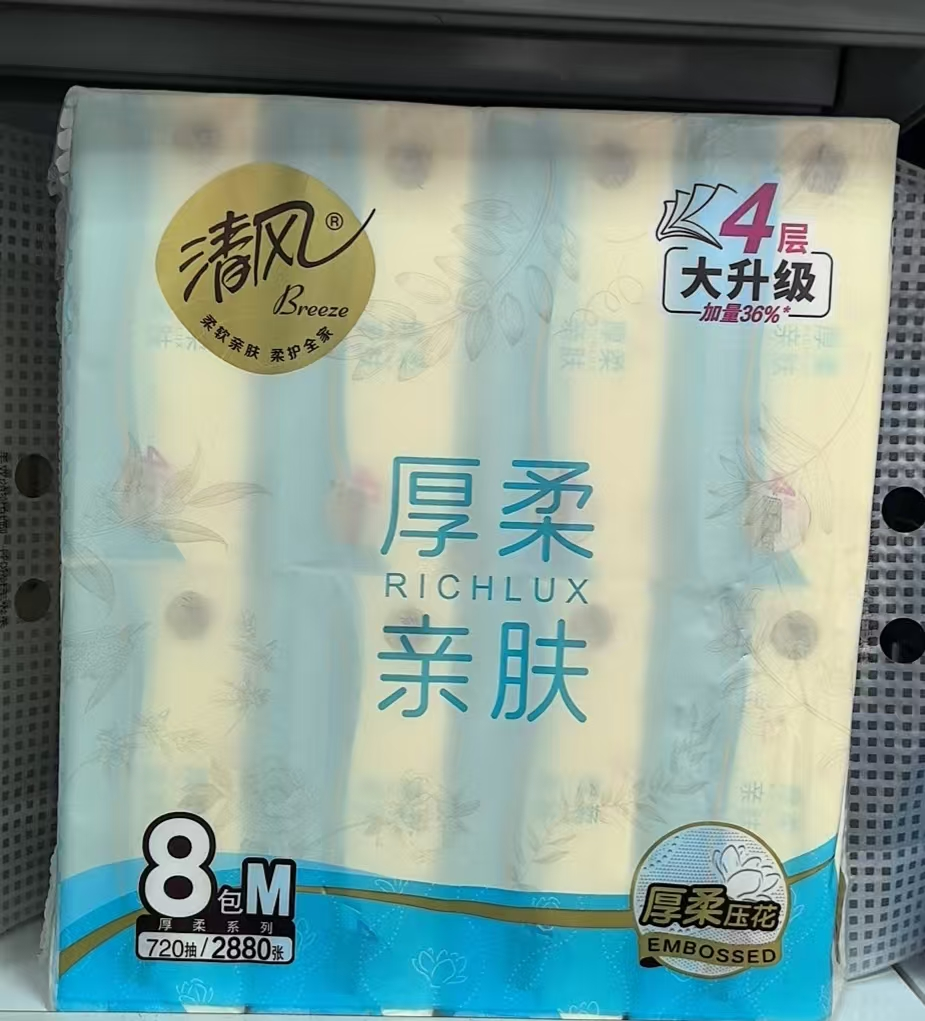 清风®
Breeze
柔软亲肤 柔护全家
4层
大升级
加量36%*
厚柔
RICHLUX
亲肤
8包M
厚柔系列
720抽/2880张
厚柔压花
EMBOSSED